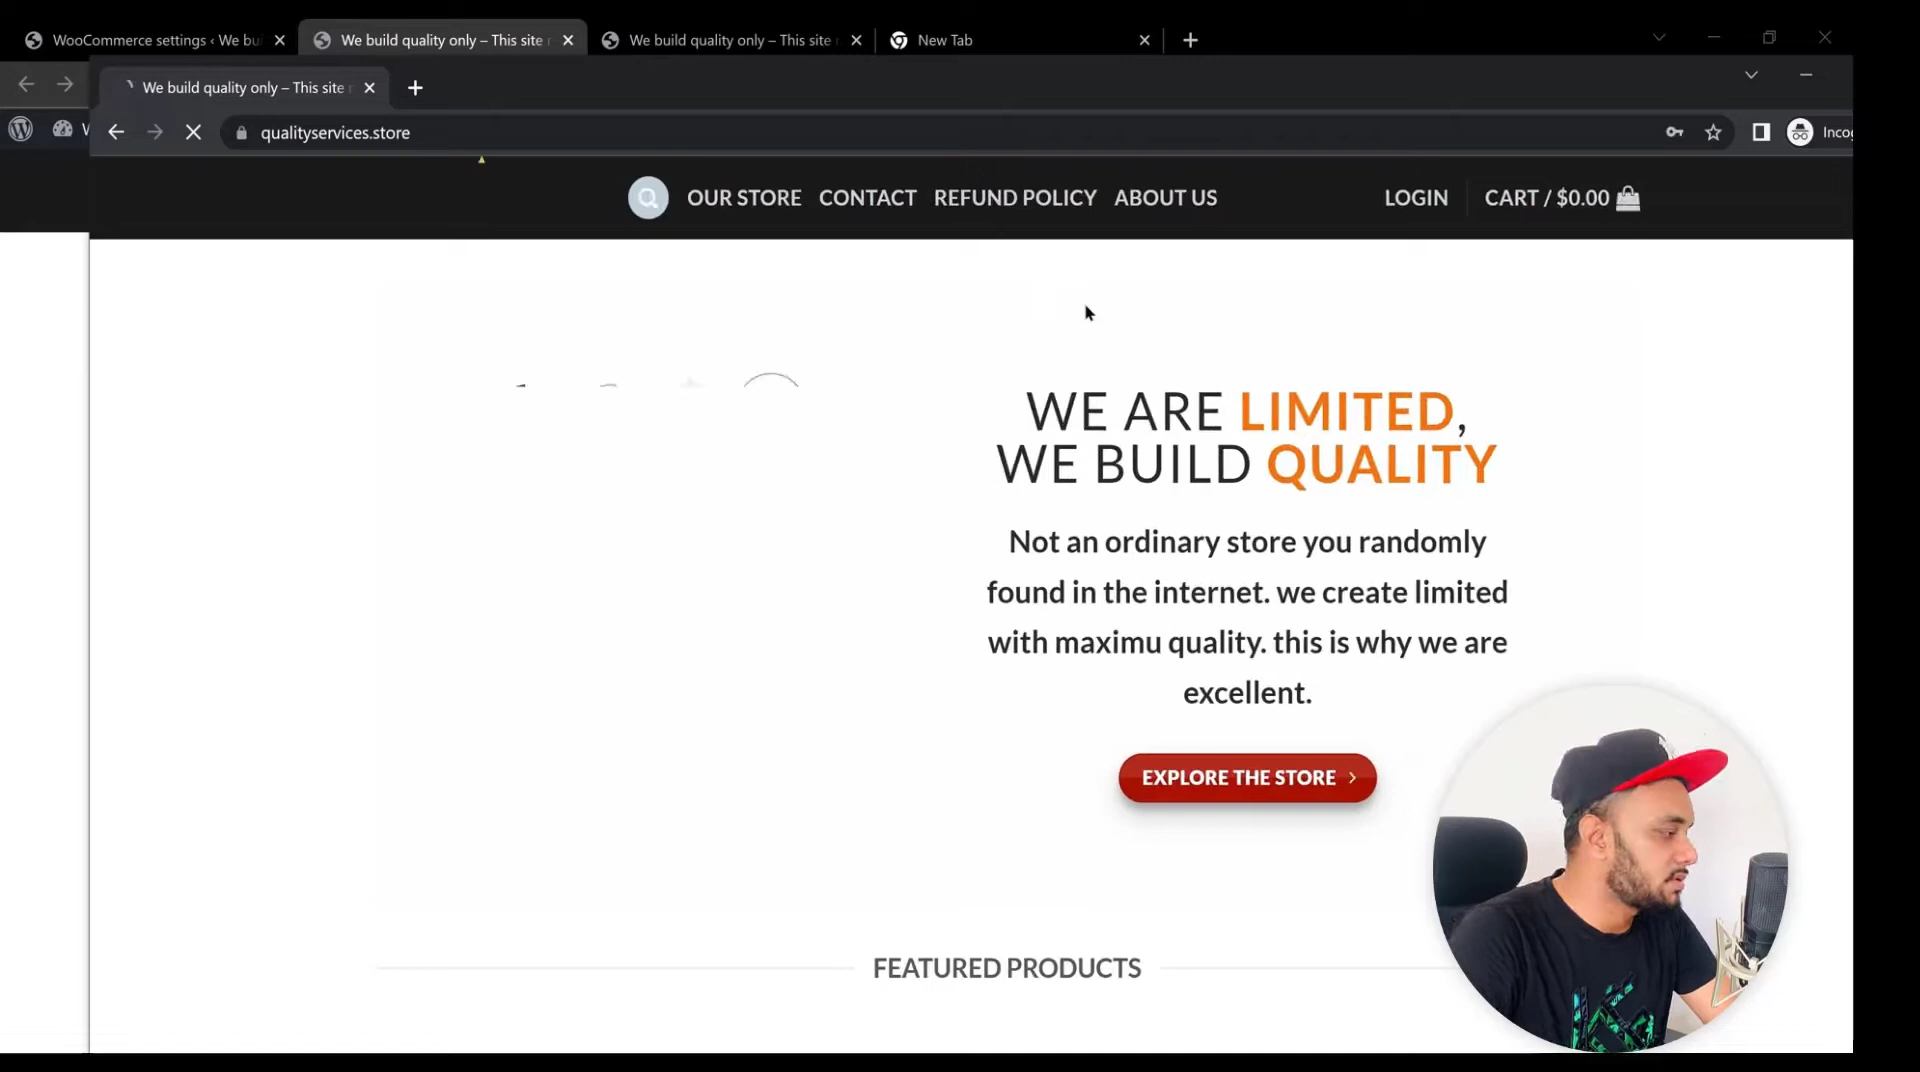 WooCommerce settings ‹ We bui
We build quality only – This site r
We build quality only – This site r
New Tab
We build quality only – This site r
qualityservices.store
Incog
OUR STORE
CONTACT
REFUND POLICY
ABOUT US
LOGIN
CART / $0.00
WE ARE LIMITED,
WE BUILD QUALITY
Not an ordinary store you randomly
found in the internet. we create limited
with maximu quality. this is why we are
excellent.
EXPLORE THE STORE
FEATURED PRODUCTS